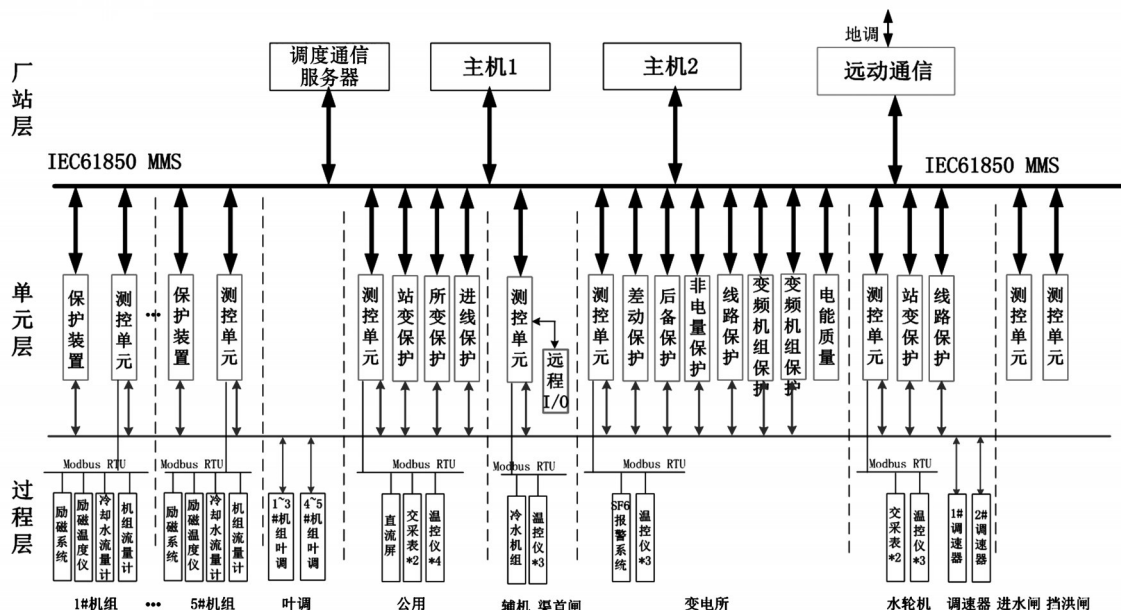 地调
厂站层
调度通信
服务器
主机1
主机2
远动通信
IEC61850 MMS
IEC61850 MMS
单元层
保护装置
测控单元
...
保护装置
测控单元
测控单元
站变保护
所变保护
进线保护
测控单元
远程
I/O
测控单元
差动保护
后备保护
非电量保护
线路保护
变频机组保护
变频机组保护
电能质量
测控单元
站变保护
线路保护
测控单元
测控单元
过程层
Modbus RTU
Modbus RTU
Modbus RTU
Modbus RTU
Modbus RTU
Modbus RTU
励磁系统
励磁温度仪
冷却水流量计
机组流量计
励磁系统
励磁温度仪
冷却水流量计
机组流量计
1~3
#机组叶调
4~5
#机组叶调
直流屏
交采表
*2
温控仪
*4
冷水机组
温控仪
*3
SF6
报警系统
温控仪
*3
交采表
*2
温控仪
*3
1#
调速器
2#
调速器
1#机组
...
5#机组
叶调
公用
辅机
渠首闸
变电所
水轮机
调速器
进水闸
挡洪闸